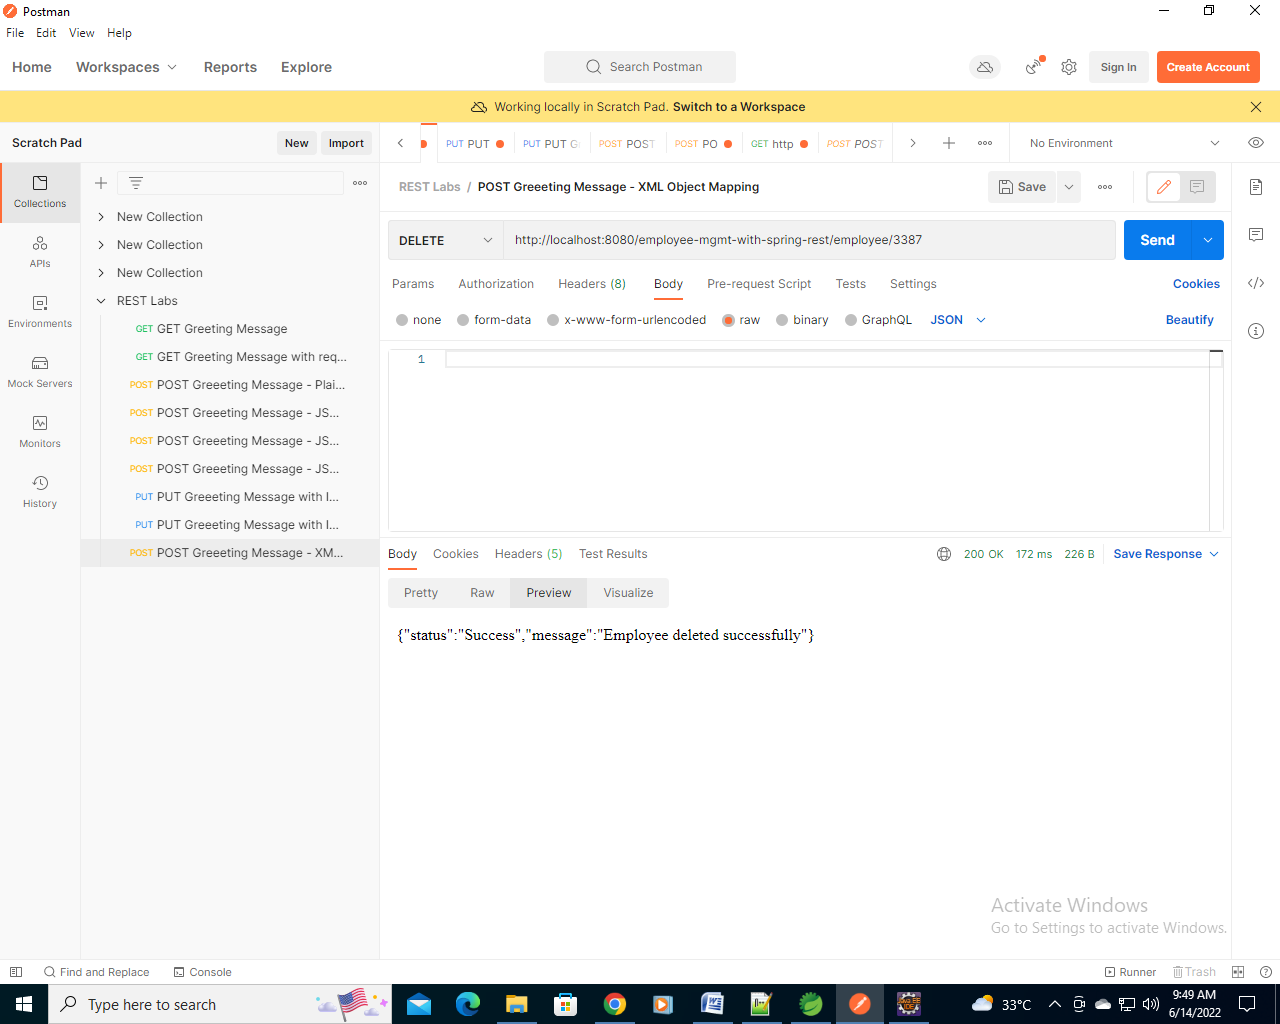 Postman
File Edit View Help
Home Workspaces Reports Explore Search Postman Sign In Create Account
Working locally in Scratch Pad. Switch to a Workspace
Scratch Pad New Import
PUT PUT PUT PUT G POST POST POST PO GET http POST POST No Environment
REST Labs / POST Greeeting Message - XML Object Mapping Save
Collections
APIs
Environments
Mock Servers
Monitors
History
New Collection
New Collection
New Collection
REST Labs
GET GET Greeting Message
GET GET Greeting Message with req...
POST POST Greeeting Message - Plai...
POST POST Greeeting Message - JS...
POST POST Greeeting Message - JS...
POST POST Greeeting Message - JS...
PUT PUT Greeeting Message with I...
PUT PUT Greeeting Message with I...
POST POST Greeeting Message - XM...
DELETE http://localhost:8080/employee-mgmt-with-spring-rest/employee/3387 Send
Params Authorization Headers (8) Body Pre-request Script Tests Settings Cookies
none form-data x-www-form-urlencoded raw binary GraphQL JSON Beautify
1
Body Cookies Headers (5) Test Results 200 OK 172 ms 226 B Save Response
Pretty Raw Preview Visualize
{"status":"Success","message":"Employee deleted successfully"}
Activate Windows
Go to Settings to activate Windows.
Find and Replace Console Runner Trash
Type here to search 33°C 9:49 AM
6/14/2022